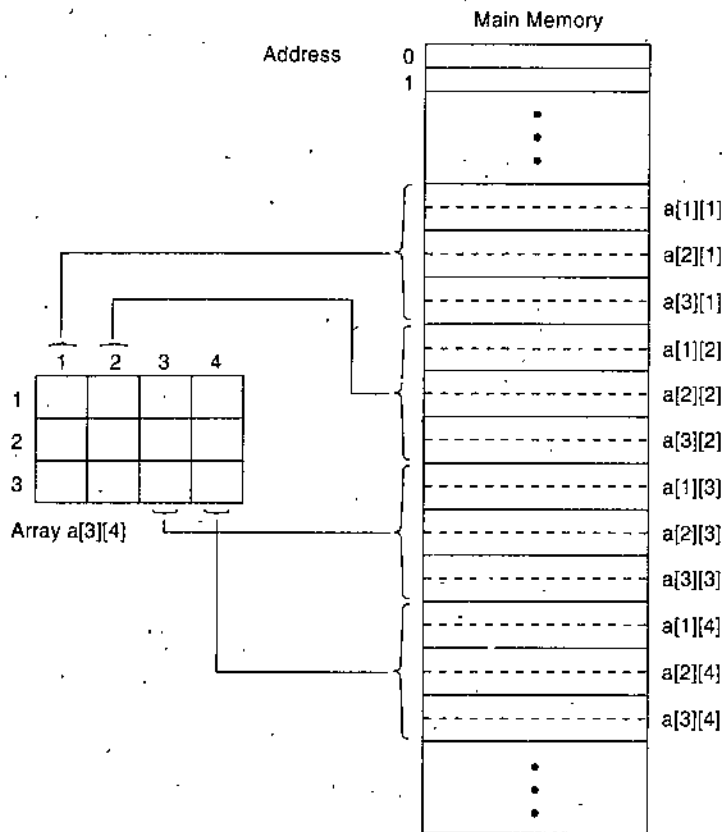 Main Memory
Address
0
1
a[1][1]
a[2][1]
a[3][1]
a[1][2]
a[2][2]
a[3][2]
a[1][3]
a[2][3]
a[3][3]
a[1][4]
a[2][4]
a[3][4]
1 2 3 4
1
2
3
Array a[3][4]